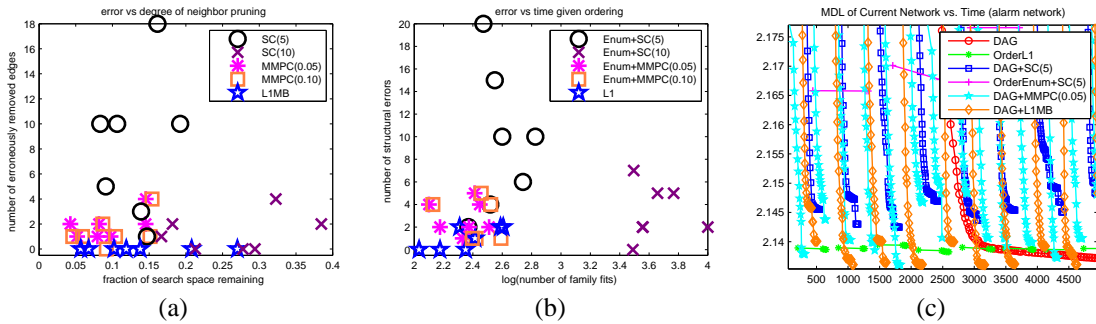 error vs degree of neighbor pruning
number of erroneously removed edges
18
16
14
12
10
8
6
4
2
0
0 0.05 0.1 0.15 0.2 0.25 0.3 0.35 0.4
fraction of search space remaining
SC(5)
SC(10)
MMPC(0.05)
MMPC(0.10)
L1MB
(a)
error vs time given ordering
number of structural errors
20
18
16
14
12
10
8
6
4
2
0
2 2.2 2.4 2.6 2.8 3 3.2 3.4 3.6 3.8 4
log(number of family fits)
Enum+SC(5)
Enum+SC(10)
Enum+MMPC(0.05)
Enum+MMPC(0.10)
L1
(b)
MDL of Current Network vs. Time (alarm network)
2.175
2.17
2.165
2.16
2.155
2.15
2.145
2.14
500 1000 1500 2000 2500 3000 3500 4000 4500
DAG
OrderL1
DAG+SC(5)
OrderEnum+SC(5)
DAG+MMPC(0.05)
DAG+L1MB
(c)